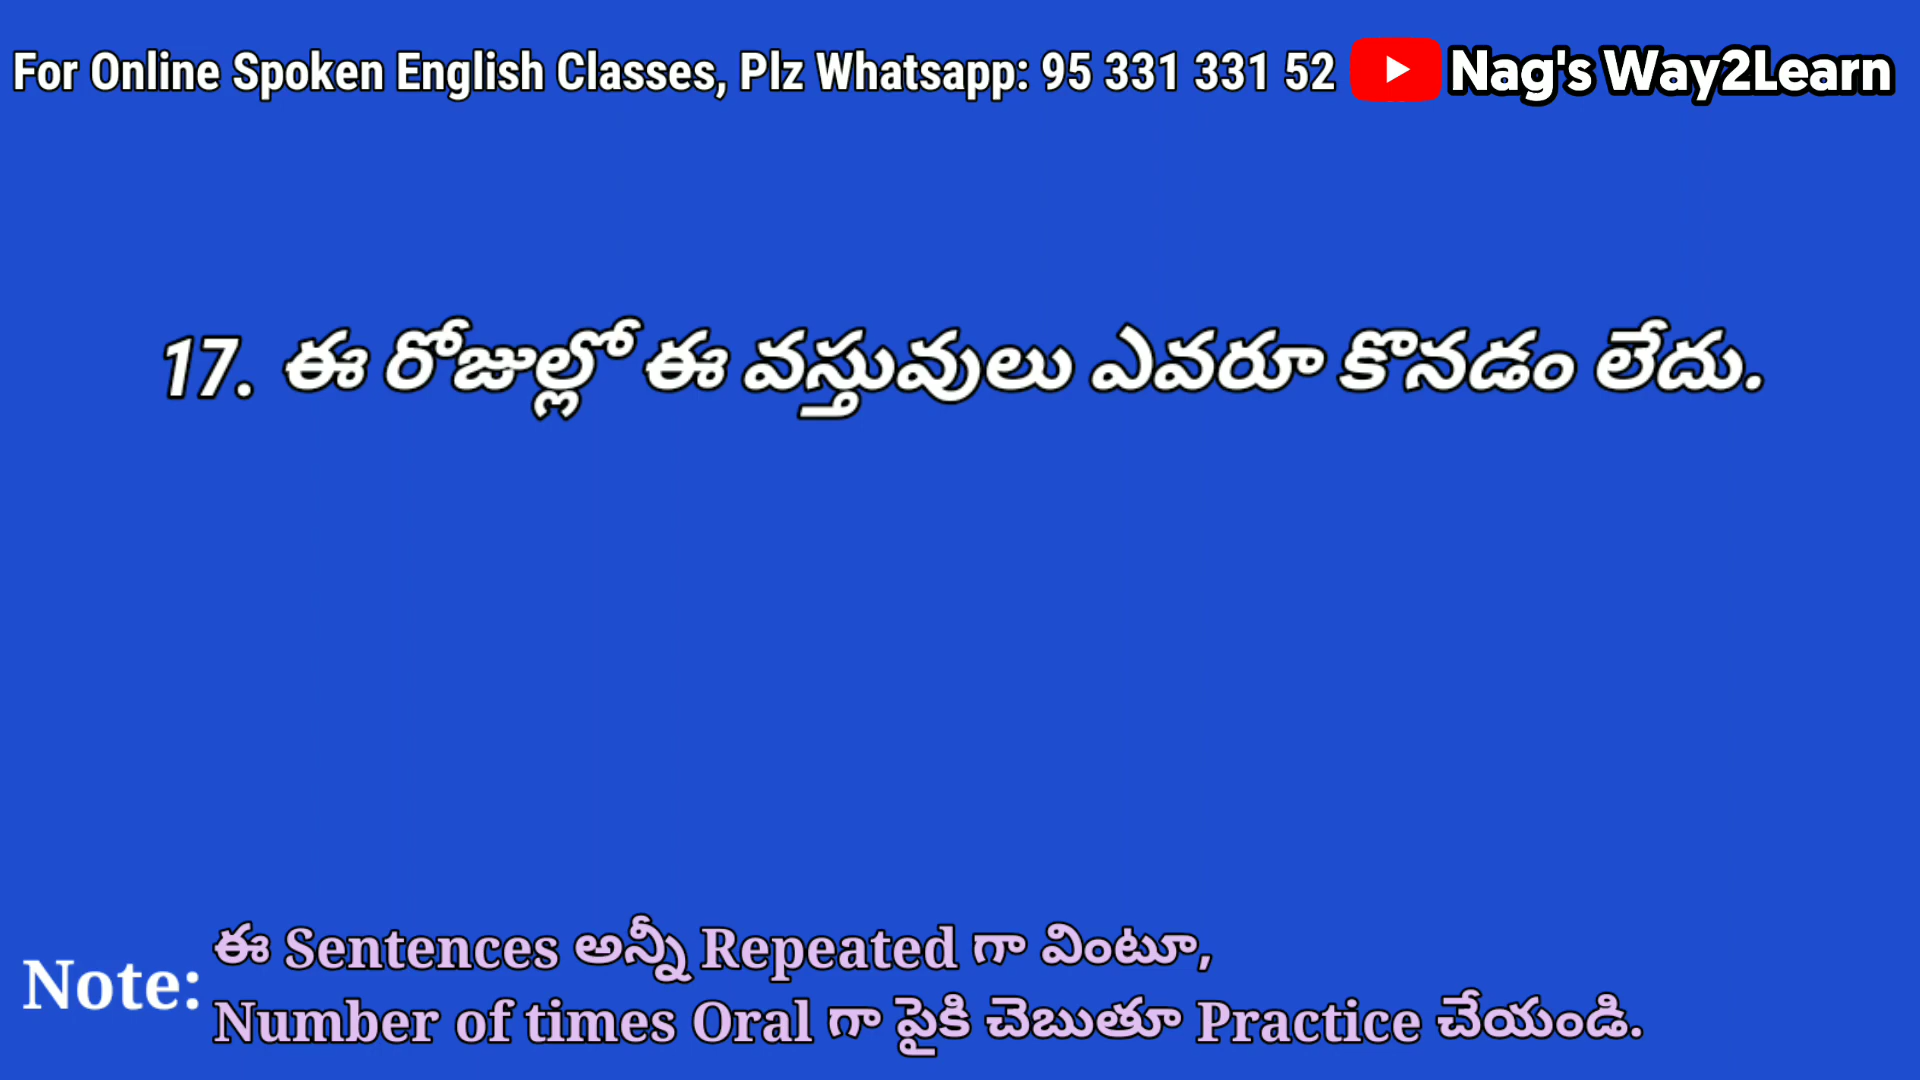 For Online Spoken English Classes, Plz Whatsapp: 95 331 331 52 Nag's Way2Learn
17. ఈ రోజుల్లో ఈ వస్తువులు ఎవరూ కొనడం లేదు.
Note: ఈ Sentences అన్నీ Repeated గా వింటూ,
Number of times Oral గా పైకి చెబుతూ Practice చేయండి.